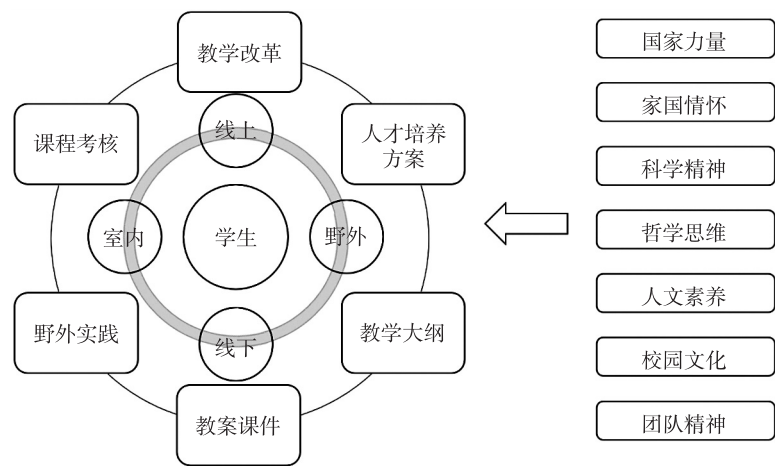 教学改革
线上
课程考核
人才培养
方案
室内
学生
野外
野外实践
线下
教学大纲
教案课件
国家力量
家国情怀
科学精神
哲学思维
人文素养
校园文化
团队精神